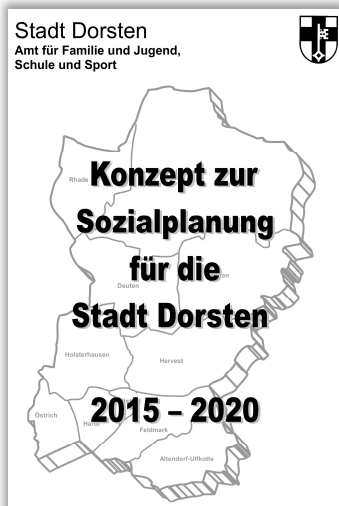 Stadt Dorsten
Amt für Familie und Jugend,
Schule und Sport
Rhade
Konzept zur
Sozialplanung
für die
Deuten
Stadt Dorsten
Holsterhausen
Hervest
2015 – 2020
Östrich
Feldmark
Altendorf-Ulfkotte